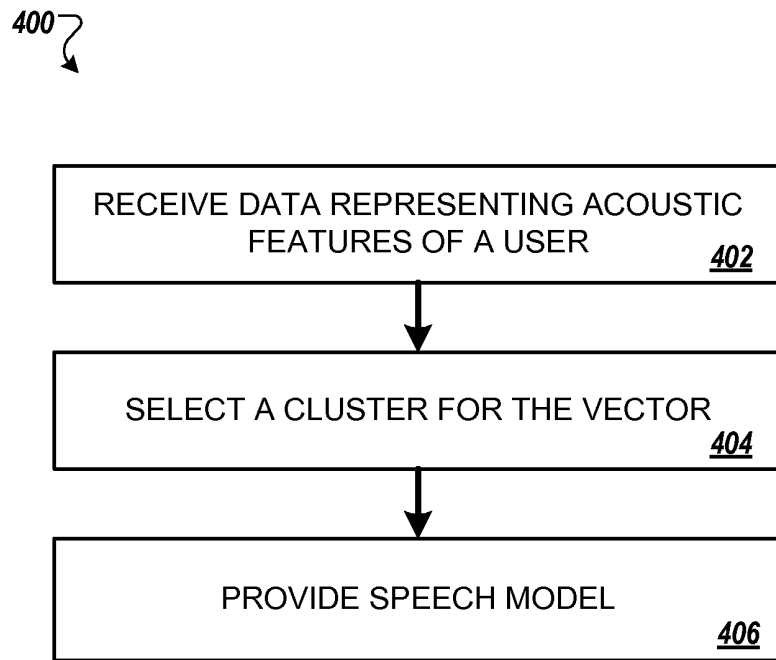 400
RECEIVE DATA REPRESENTING ACOUSTIC
FEATURES OF A USER
402
SELECT A CLUSTER FOR THE VECTOR
404
PROVIDE SPEECH MODEL
406